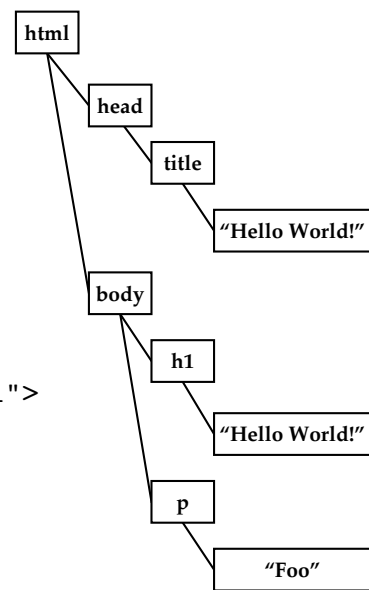 html
head
title
“Hello World!”
body
h1
">
“Hello World!”
p
“Foo”